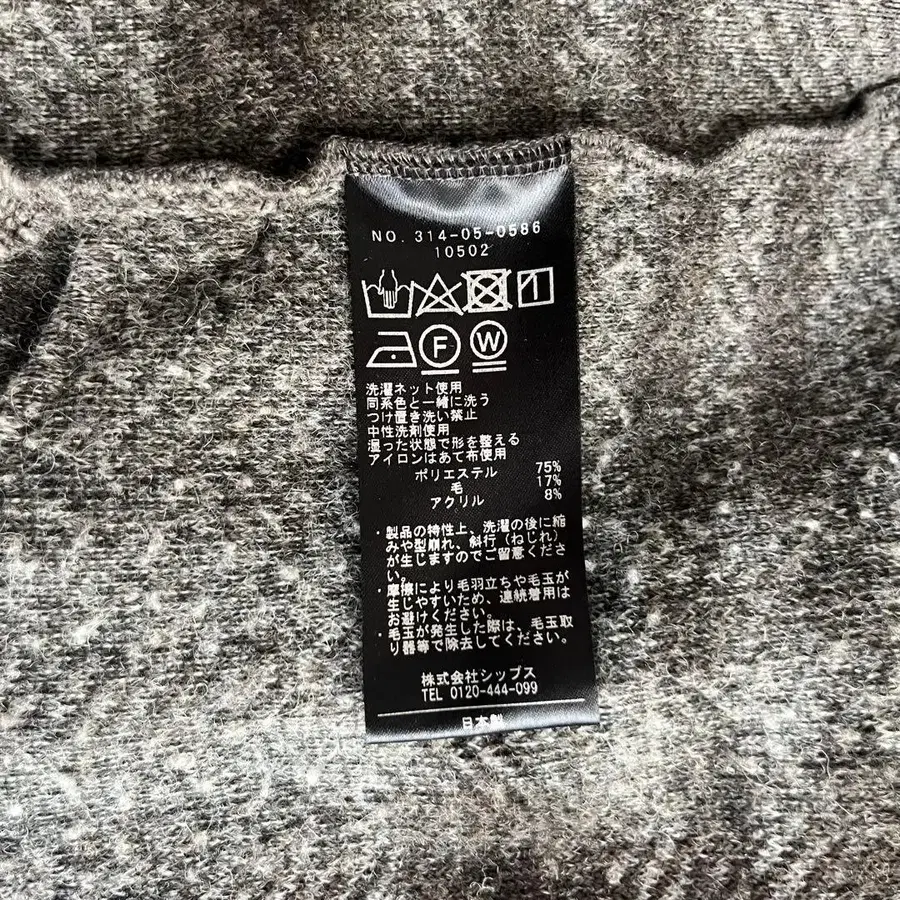 NO. 314-05-0586
10502
F W
洗濯ネット使用
同系色と一緒に洗う
つけ置き洗い禁止
中性洗剤使用
湿った状態で形を整える
アイロンはあて布使用
ポリエステル 75%
毛 17%
アクリル 8%
・製品の特性上、洗濯の後に縮
みや型崩れ、斜行(ねじれ)
が生じますのでご留意くださ
い。
・摩擦により毛羽立ちや毛玉が
生じやすいため、連続着用は
お避けください。
・毛玉が発生した際は、毛玉取
り器等で除去してください。
株式会社シップス
TEL 0120-444-099
日本製